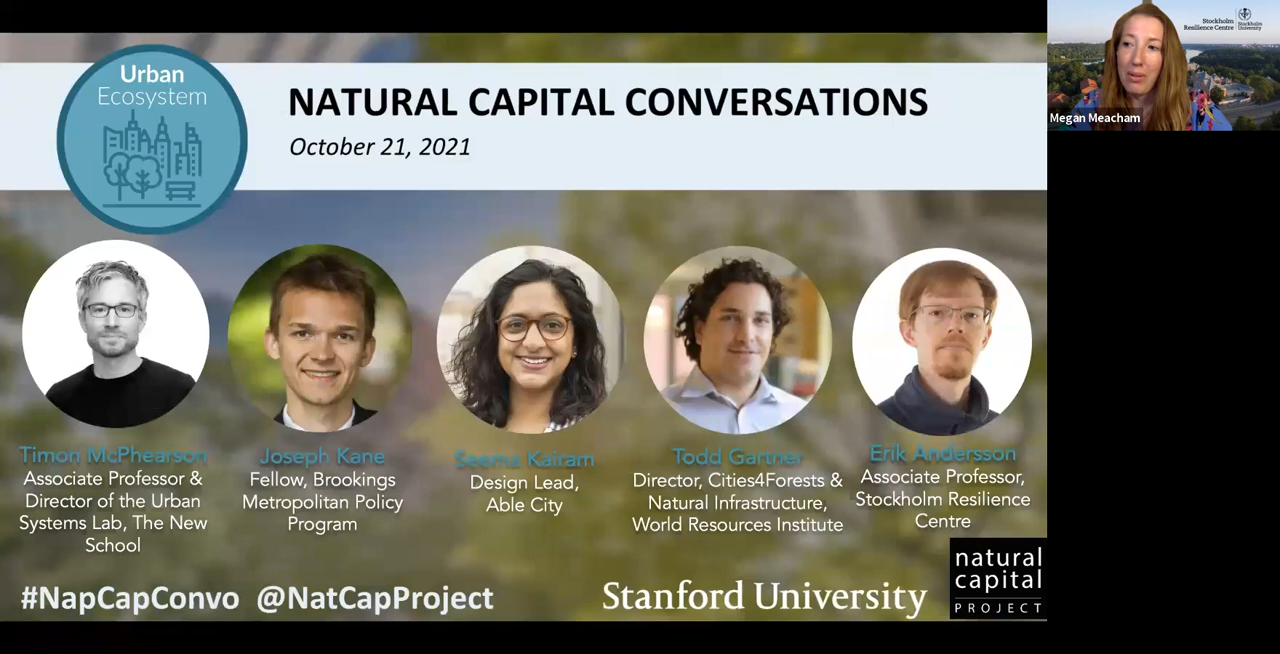 Urban
Ecosystem
NATURAL CAPITAL CONVERSATIONS
October 21, 2021
Stockholm
Resilience Centre
Stockholm
University
Megan Meacham
Timon McPhearson
Associate Professor &
Director of the Urban
Systems Lab, The New
School
Joseph Kane
Fellow, Brookings
Metropolitan Policy
Program
Seema Kairam
Design Lead,
Able City
Todd Gartner
Director, Cities4Forests &
Natural Infrastructure,
World Resources Institute
Erik Andersson
Associate Professor,
Stockholm Resilience
Centre
#NapCapConvo @NatCapProject
Stanford University
natural
capital
PROJECT